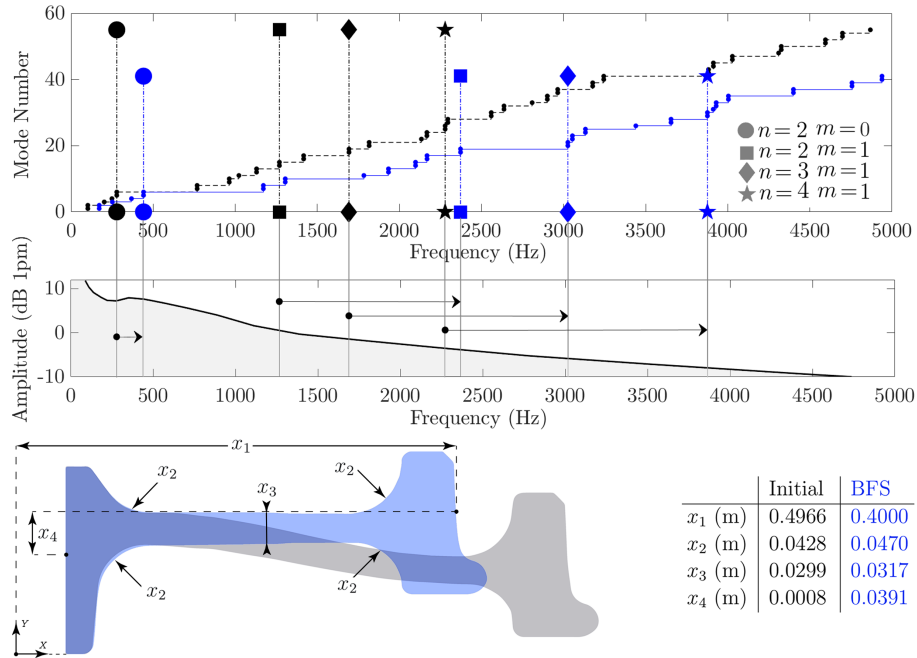 60
40
20
0
Mode Number
n=2 m=0
n=2 m=1
n=3 m=1
n=4 m=1
0 500 1000 1500 2000 2500 3000 3500 4000 4500 5000
Frequency (Hz)
Amplitude (dB 1pm)
10
0
-10
0 500 1000 1500 2000 2500 3000 3500 4000 4500 5000
Frequency (Hz)
x₁
x₂
x₂
x₃
x₄
x₂
x₂
Y
X
Initial BFS
x₁ (m) 0.4966 0.4000
x₂ (m) 0.0428 0.0470
x₃ (m) 0.0299 0.0317
x₄ (m) 0.0008 0.0391